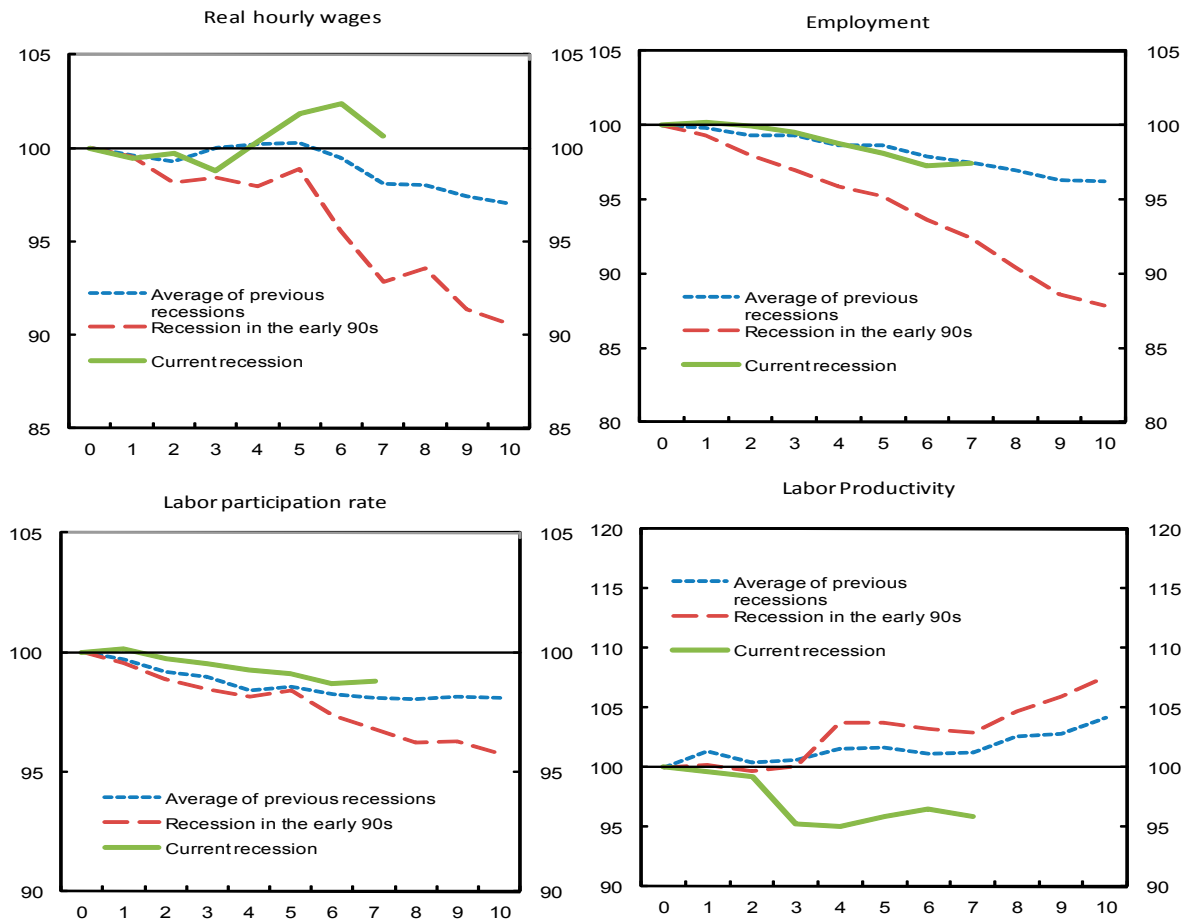 Real hourly wages
105 105
100 100
95 95
90 90
85 85
Average of previous
recessions
Recession in the early 90s
Current recession
0 1 2 3 4 5 6 7 8 9 10
Employment
105 105
100 100
95 95
90 90
85 85
80 80
Average of previous
recessions
Recession in the early 90s
Current recession
0 1 2 3 4 5 6 7 8 9 10
Labor participation rate
105 105
100 100
95 95
90 90
Average of previous recessions
Recession in the early 90s
Current recession
0 1 2 3 4 5 6 7 8 9 10
Labor Productivity
120 120
115 115
110 110
105 105
100 100
95 95
90 90
Average of previous
recessions
Recession in the early 90s
Current recession
0 1 2 3 4 5 6 7 8 9 10